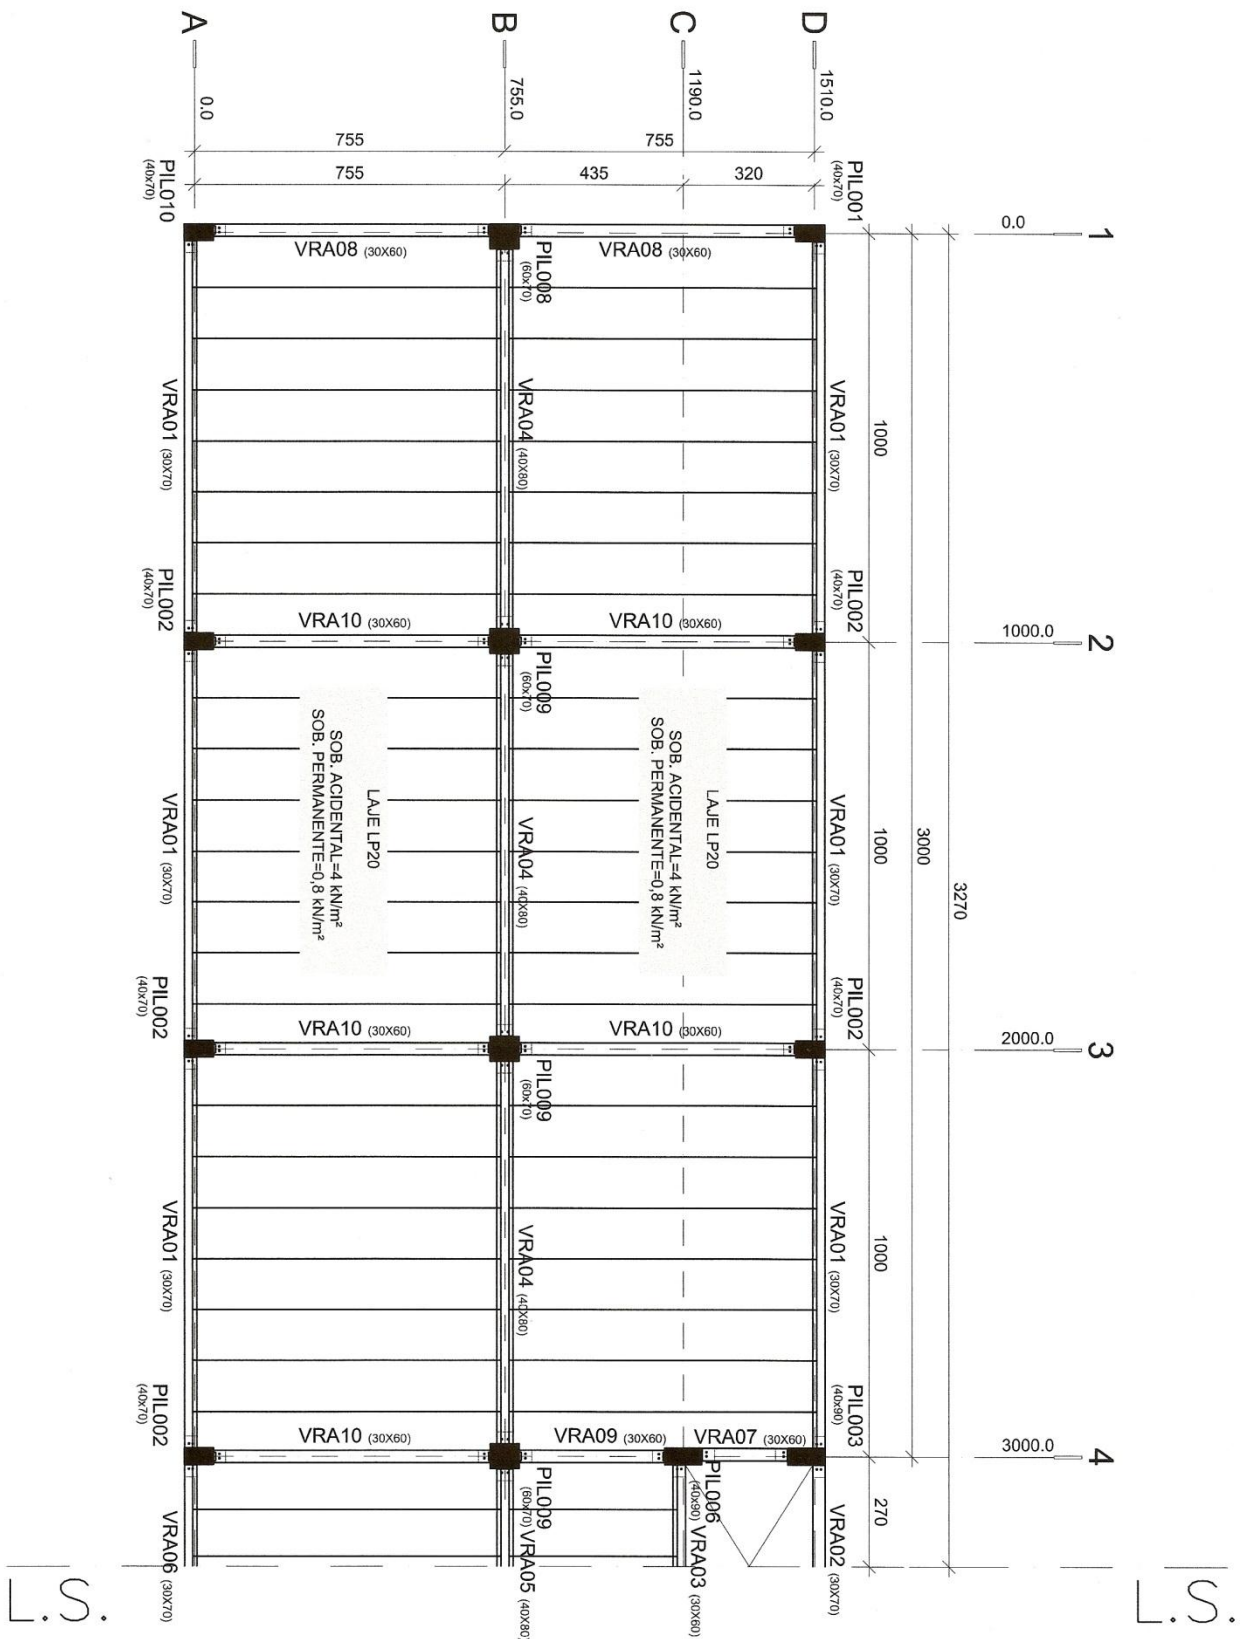 A
B
C
D
0.0
755.0
1190.0
1510.0
755
755
755
435
320
PIL010
(40x70)
PIL001
(40x70)
0.0
1
VRA08 (30X60)
VRA08 (30X60)
PIL008
(60x70)
VRA01 (30X70)
VRA04 (40X80)
VRA01 (30X70)
1000
PIL002
(40x70)
PIL002
(40x70)
VRA10 (30X60)
VRA10 (30X60)
1000.0
2
PIL009
(60x70)
LAJE LP20
SOB. ACIDENTAL=4 kN/m²
SOB. PERMANENTE=0,8 kN/m²
LAJE LP20
SOB. ACIDENTAL=4 kN/m²
SOB. PERMANENTE=0,8 kN/m²
VRA01 (30X70)
VRA04 (40X80)
VRA01 (30X70)
1000
3000
3270
PIL002
(40x70)
PIL002
(40x70)
VRA10 (30X60)
VRA10 (30X60)
2000.0
3
PIL009
(60x70)
VRA01 (30X70)
VRA04 (40X80)
VRA01 (30X70)
1000
PIL002
(40x70)
PIL003
(40x90)
VRA10 (30X60)
VRA09 (30X60)
VRA07 (30X60)
3000.0
4
PIL009
(60x70)
PIL006
(40x90)
270
VRA06 (30X70)
VRA05 (40X80)
VRA03 (30X60)
VRA02 (30X70)
L.S.
L.S.